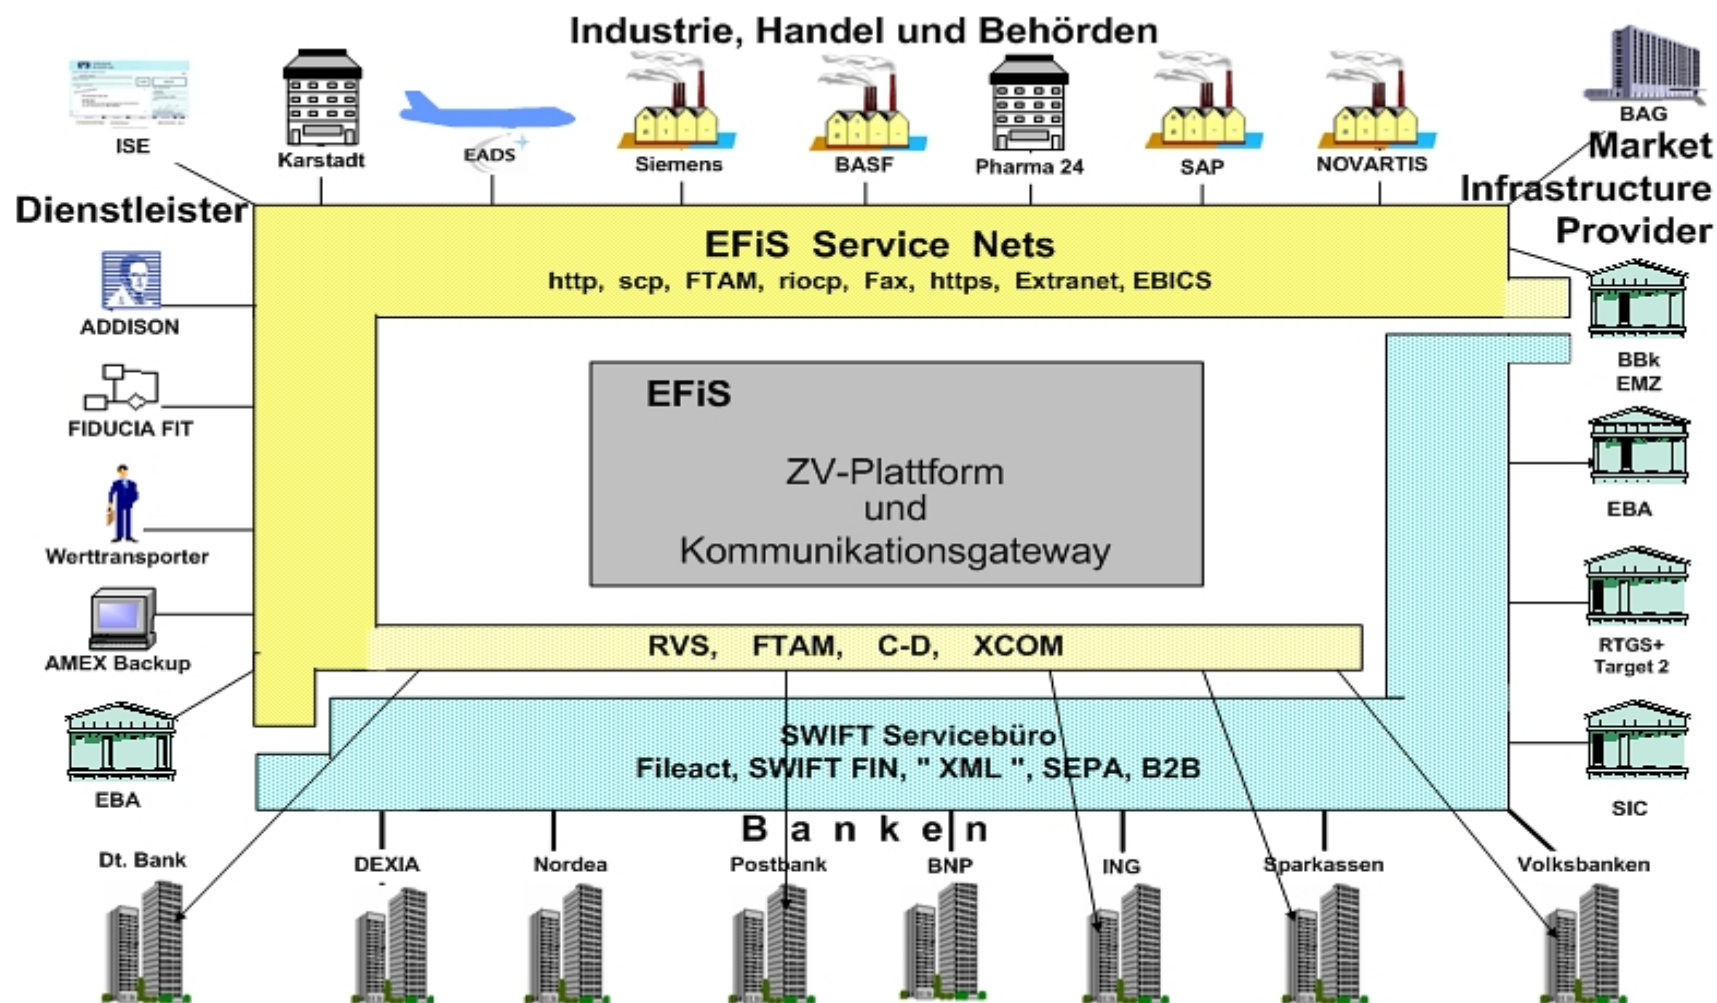 Industrie, Handel und Behörden
ISE
Karstadt
EADS
Siemens
BASF
Pharma 24
SAP
NOVARTIS
BAG
Market
Infrastructure
Provider
Dienstleister
ADDISON
FIDUCIA FIT
Werttransporter
AMEX Backup
EBA
EFiS Service Nets
http, scp, FTAM, riocp, Fax, https, Extranet, EBICS
EFiS
ZV-Plattform
und
Kommunikationsgateway
RVS, FTAM, C-D, XCOM
SWIFT Servicebüro
Fileact, SWIFT FIN, " XML ", SEPA, B2B
BBk
EMZ
EBA
RTGS+
Target 2
SIC
Banken
Dt. Bank
DEXIA
Nordea
Postbank
BNP
ING
Sparkassen
Volksbanken